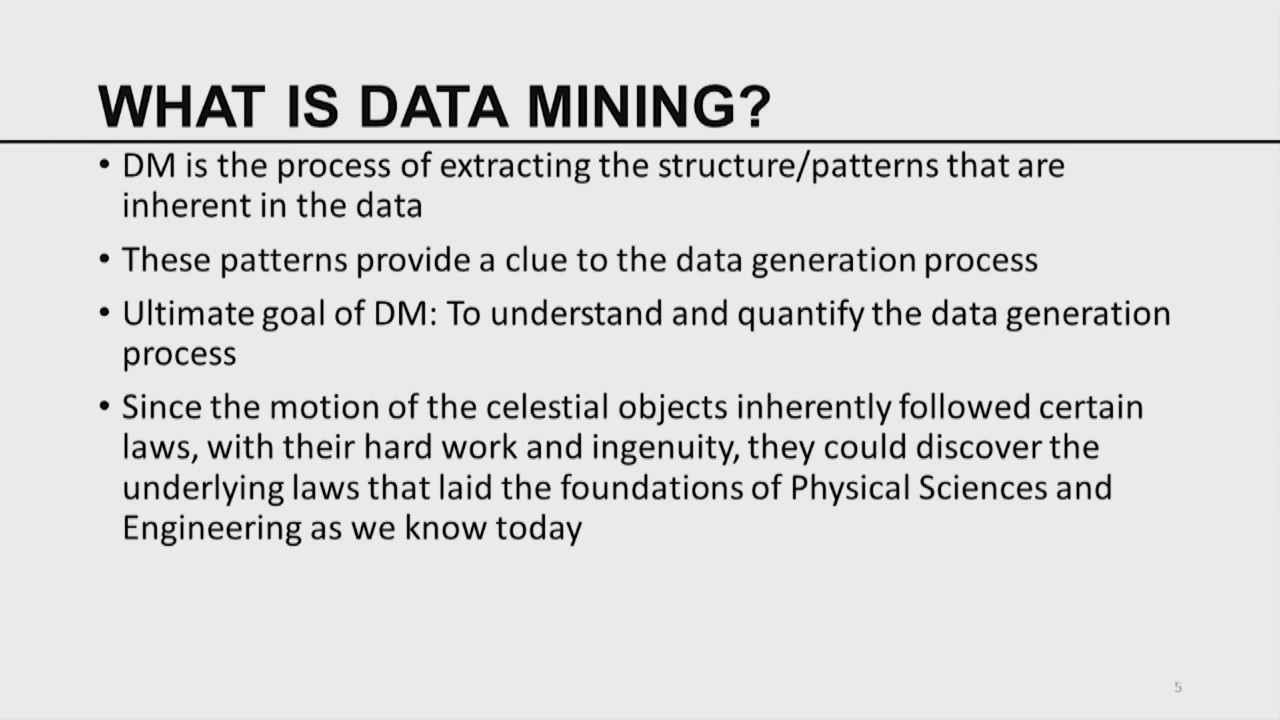 WHAT IS DATA MINING?
• DM is the process of extracting the structure/patterns that are
inherent in the data
• These patterns provide a clue to the data generation process
• Ultimate goal of DM: To understand and quantify the data generation
process
• Since the motion of the celestial objects inherently followed certain
laws, with their hard work and ingenuity, they could discover the
underlying laws that laid the foundations of Physical Sciences and
Engineering as we know today
5